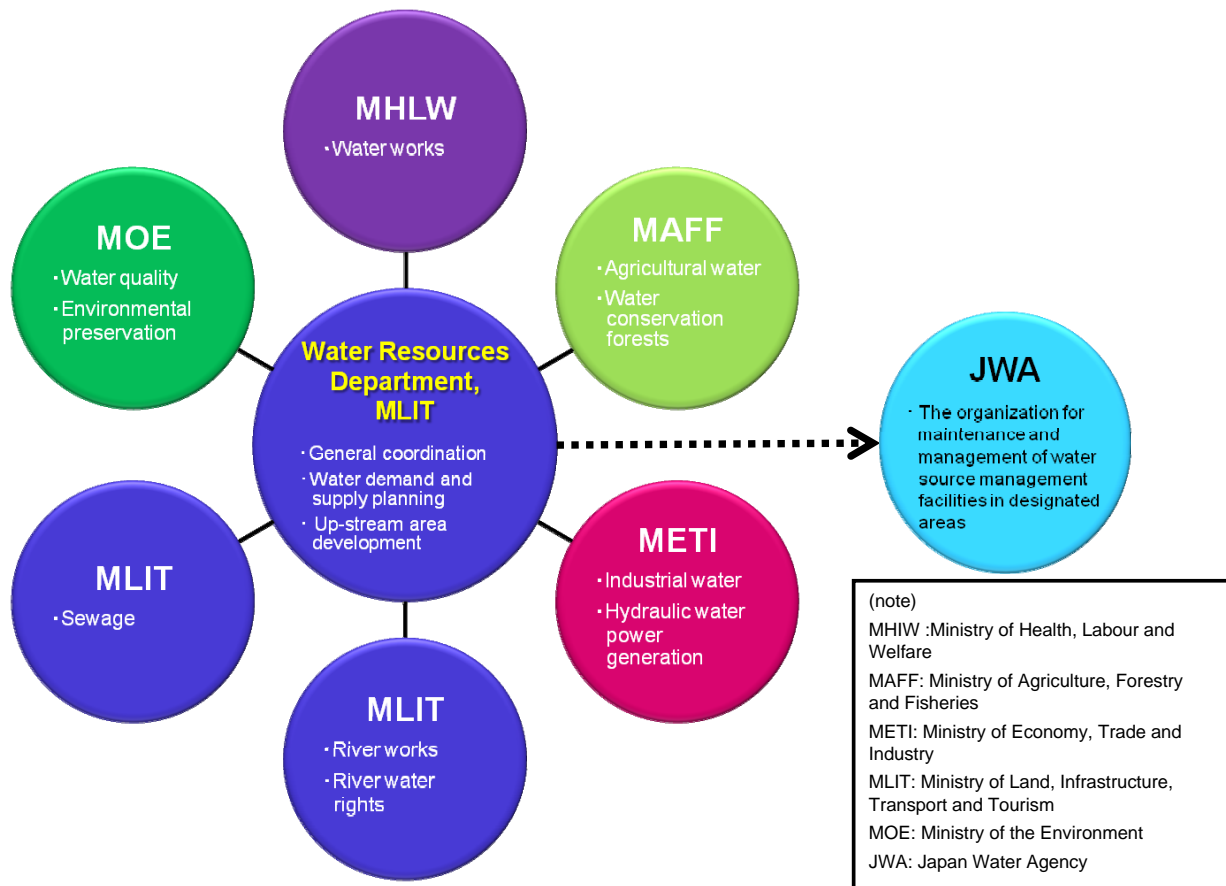 MHLW
・Water works
MOE
・Water quality
・Environmental
preservation
MAFF
・Agricultural water
・Water
conservation
forests
Water Resources
Department,
MLIT
・General coordination
・Water demand and
supply planning
・Up-stream area
development
JWA
・The organization for
maintenance and
management of water
source management
facilities in designated
areas
MLIT
・Sewage
METI
・Industrial water
・Hydraulic water
power
generation
MLIT
・River works
・River water
rights
(note)
MHIW :Ministry of Health, Labour and
Welfare
MAFF: Ministry of Agriculture, Forestry
and Fisheries
METI: Ministry of Economy, Trade and
Industry
MLIT: Ministry of Land, Infrastructure,
Transport and Tourism
MOE: Ministry of the Environment
JWA: Japan Water Agency